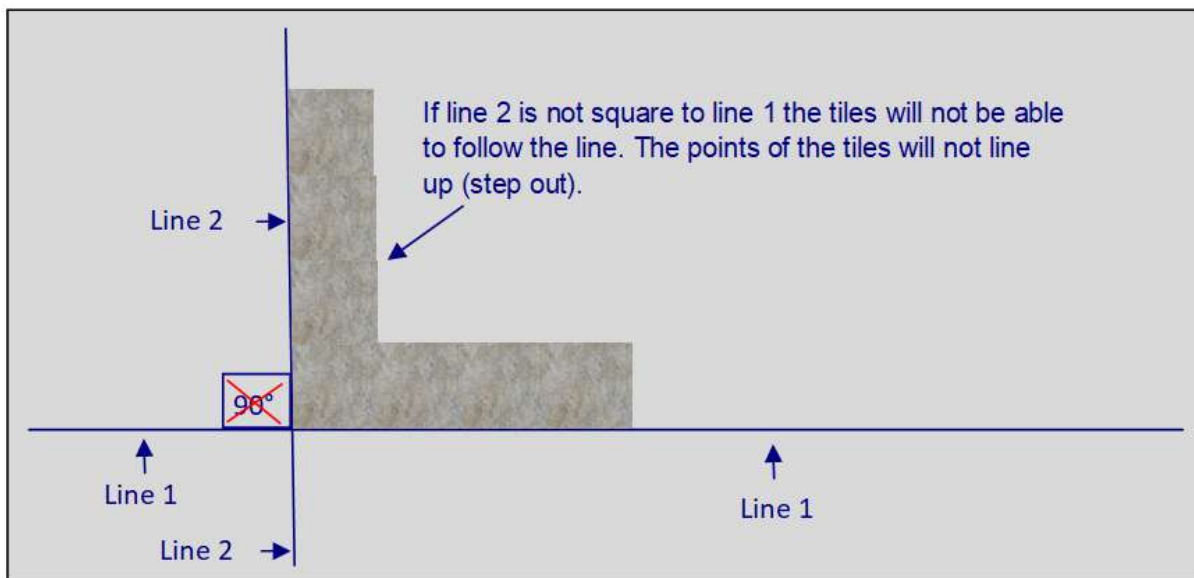 If line 2 is not square to line 1 the tiles will not be able
to follow the line. The points of the tiles will not line
up (step out).
Line 2
90°
Line 1
Line 1
Line 2